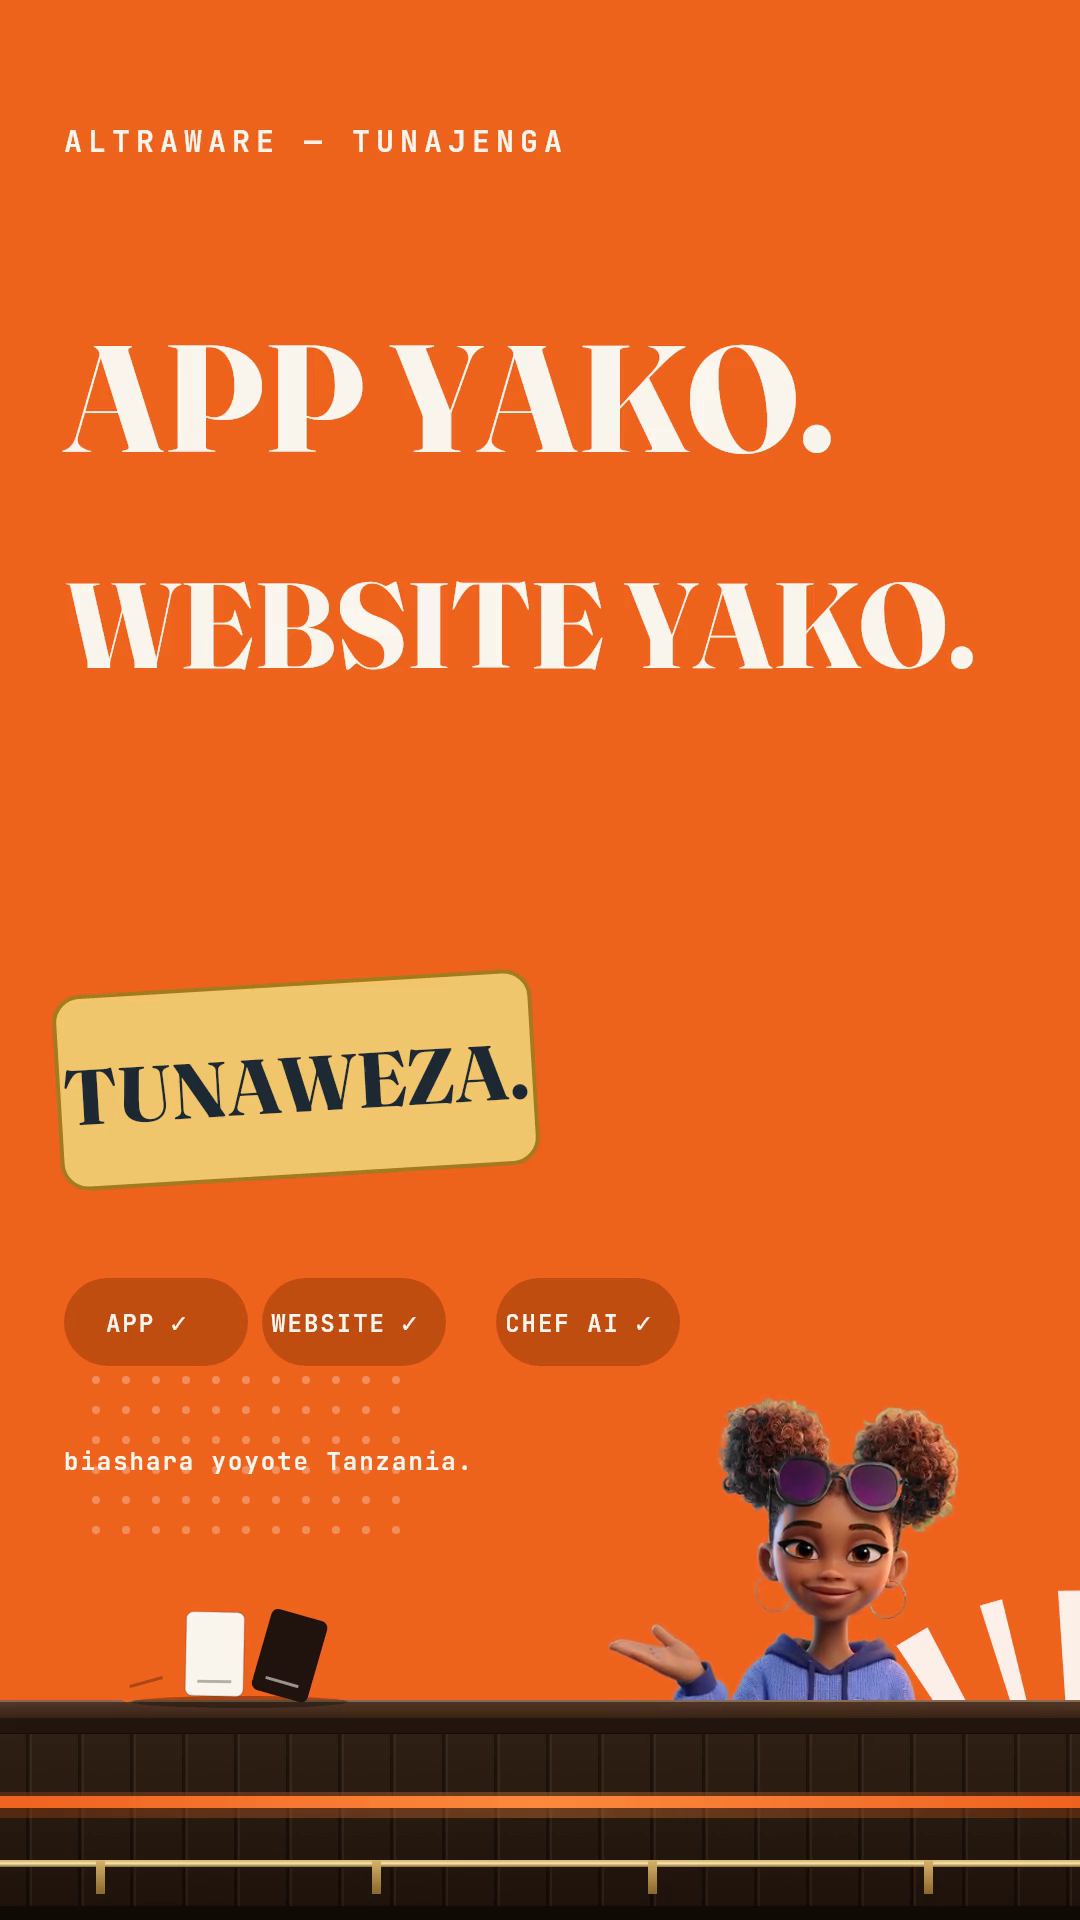 ALTRAWARE — TUNAJENGA
APP YAKO.
WEBSITE YAKO.
TUNAWEZA.
APP ✓
WEBSITE ✓
CHEF AI ✓
biashara yoyote Tanzania.